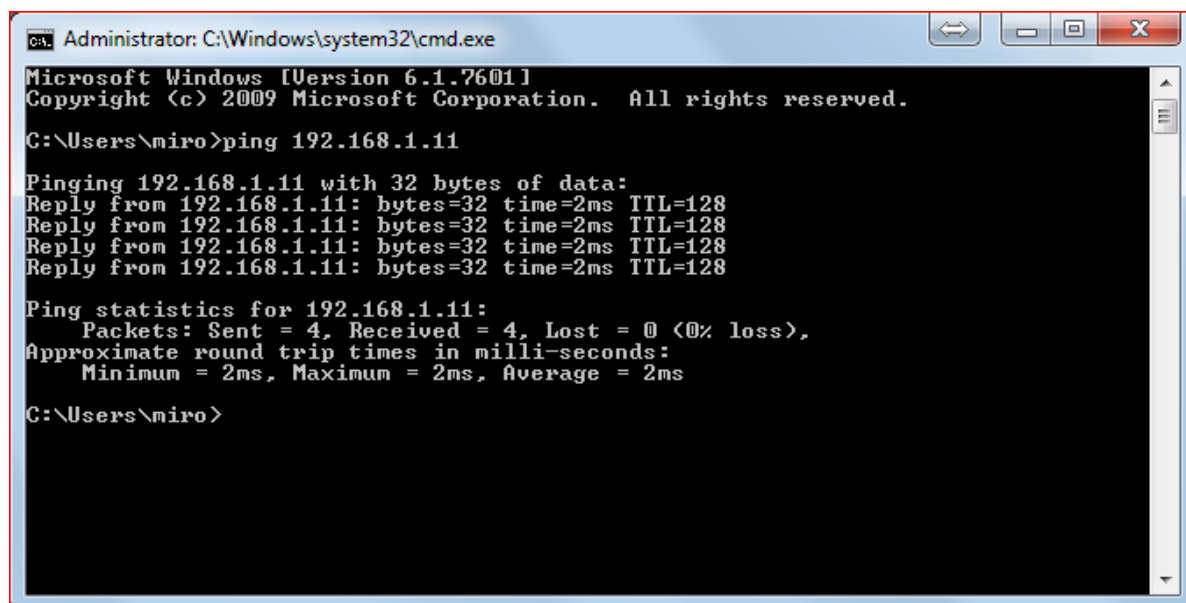 Administrator: C:\Windows\system32\cmd.exe
Microsoft Windows [Version 6.1.7601]
Copyright (c) 2009 Microsoft Corporation.  All rights reserved.
C:\Users\miro>ping 192.168.1.11
Pinging 192.168.1.11 with 32 bytes of data:
Reply from 192.168.1.11: bytes=32 time=2ms TTL=128
Reply from 192.168.1.11: bytes=32 time=2ms TTL=128
Reply from 192.168.1.11: bytes=32 time=2ms TTL=128
Reply from 192.168.1.11: bytes=32 time=2ms TTL=128
Ping statistics for 192.168.1.11:
    Packets: Sent = 4, Received = 4, Lost = 0 (0% loss),
Approximate round trip times in milli-seconds:
    Minimum = 2ms, Maximum = 2ms, Average = 2ms
C:\Users\miro>